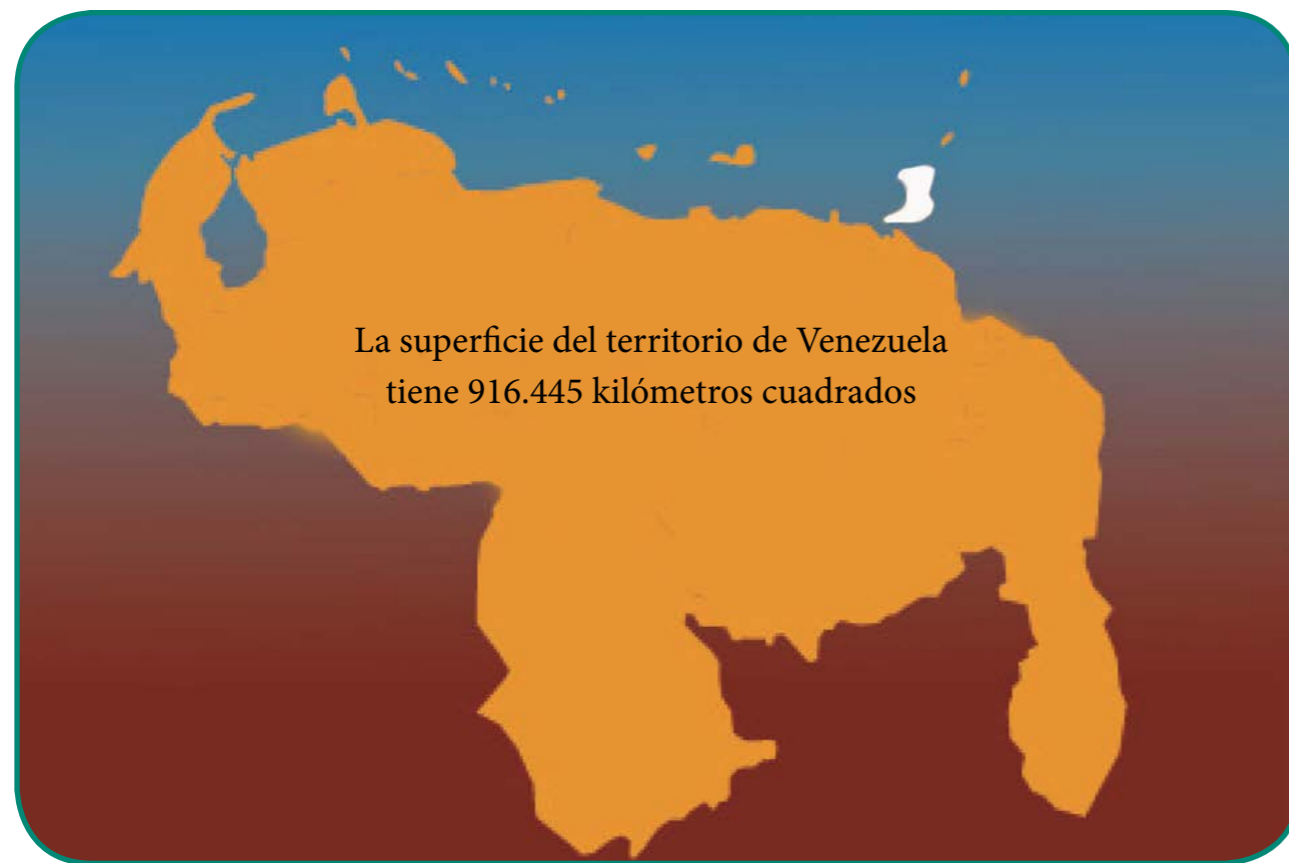 La superficie del territorio de Venezuela
tiene 916.445 kilómetros cuadrados